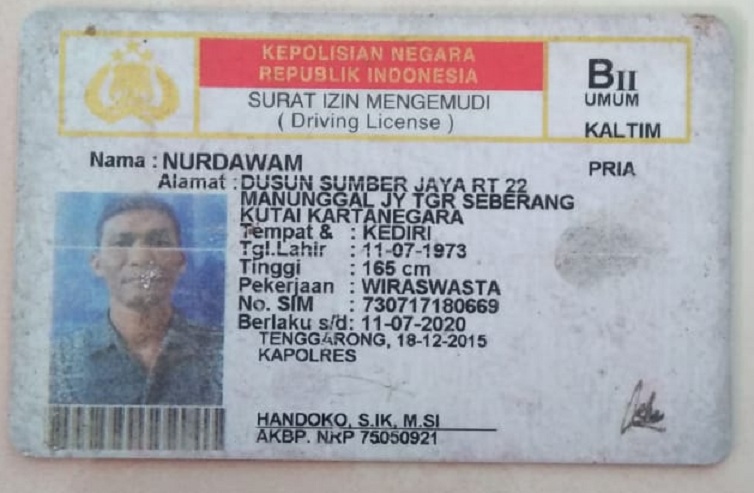 KEPOLISIAN NEGARA
REPUBLIK INDONESIA
SURAT IZIN MENGEMUDI
( Driving License )
BII
UMUM
KALTIM
Nama : NURDAWAM
PRIA
Alamat : DUSUN SUMBER JAYA RT 22
MANUNGGAL JY TGR SEBERANG
KUTAI KARTANEGARA
Tempat & : KEDIRI
Tgl.Lahir : 11-07-1973
Tinggi : 165 cm
Pekerjaan : WIRASWASTA
No. SIM : 730717180669
Berlaku s/d : 11-07-2020
TENGGARONG, 18-12-2015
KAPOLRES
HANDOKO, S.IK, M.SI
AKBP. NRP 75050921